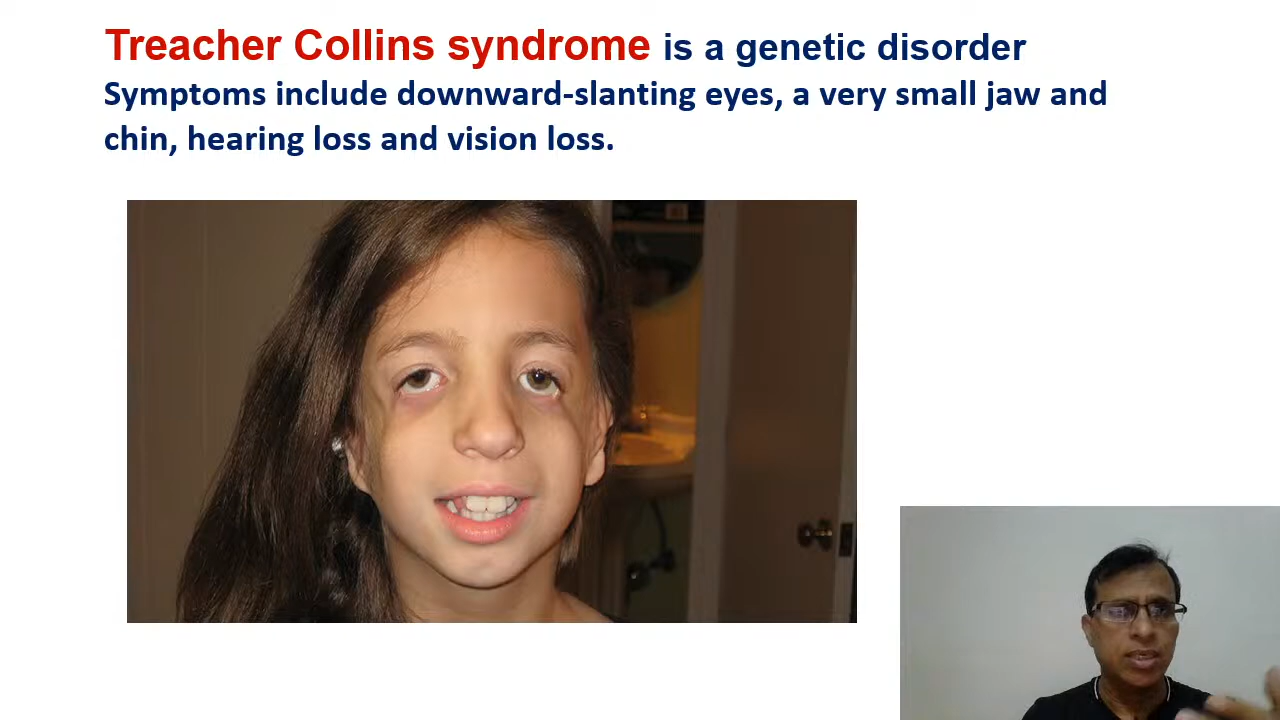 Treacher Collins syndrome is a genetic disorder
Symptoms include downward-slanting eyes, a very small jaw and
chin, hearing loss and vision loss.